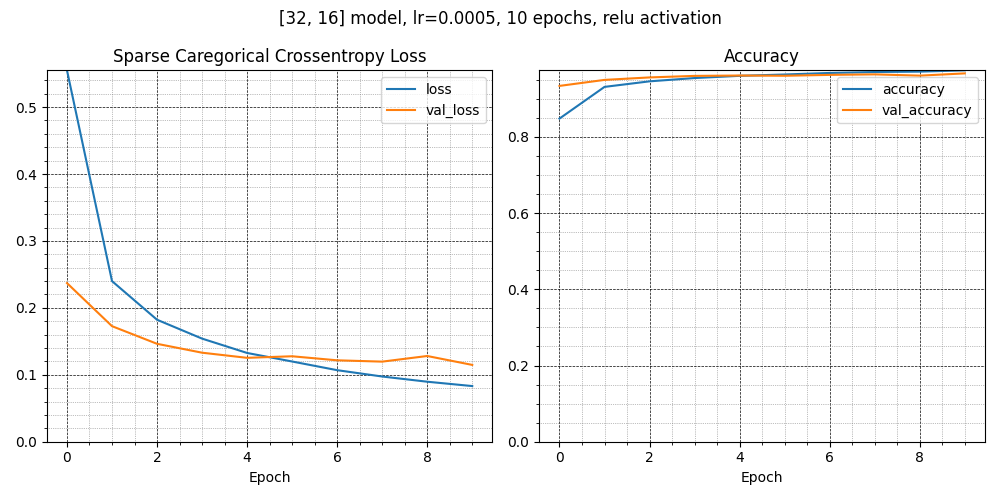 [32, 16] model, lr=0.0005, 10 epochs, relu activation
Sparse Caregorical Crossentropy Loss
loss
val_loss
0.5
0.4
0.3
0.2
0.1
0.0
0 2 4 6 8
Epoch
Accuracy
accuracy
val_accuracy
0.8
0.6
0.4
0.2
0.0
0 2 4 6 8
Epoch